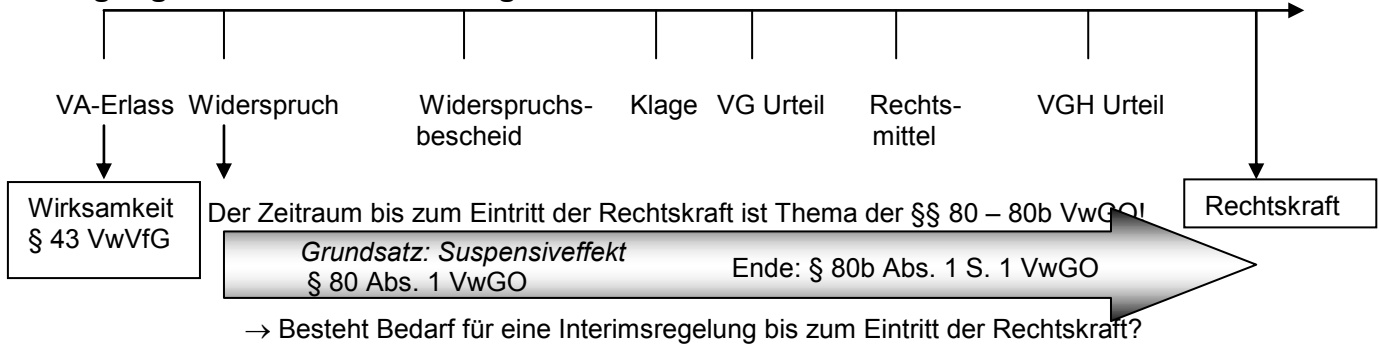 VA-Erlass Widerspruch Widerspruchs- Klage VG Urteil Rechts- VGH Urteil
bescheid mittel
Wirksamkeit
§ 43 VwVfG
Der Zeitraum bis zum Eintritt der Rechtskraft ist Thema der §§ 80 – 80b VwGO!
Rechtskraft
Grundsatz: Suspensiveffekt
§ 80 Abs. 1 VwGO
Ende: § 80b Abs. 1 S. 1 VwGO
→ Besteht Bedarf für eine Interimsregelung bis zum Eintritt der Rechtskraft?